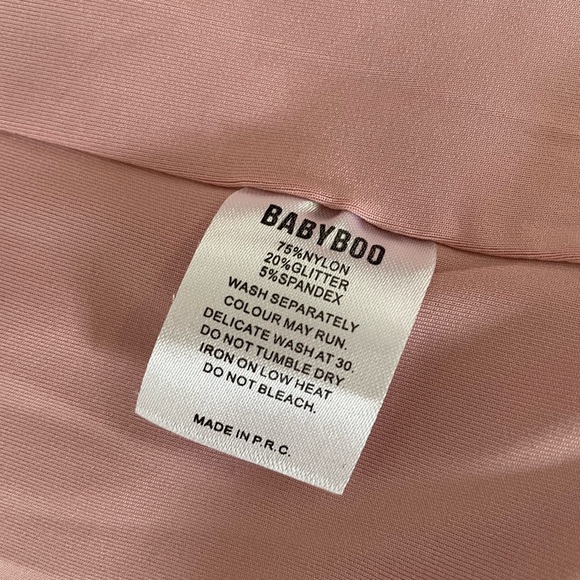 BABYBOO
75%NYLON
20%GLITTER
5%SPANDEX
WASH SEPARATELY
COLOUR MAY RUN.
DELICATE WASH AT 30.
DO NOT TUMBLE DRY
IRON ON LOW HEAT
DO NOT BLEACH.
MADE IN P.R.C.